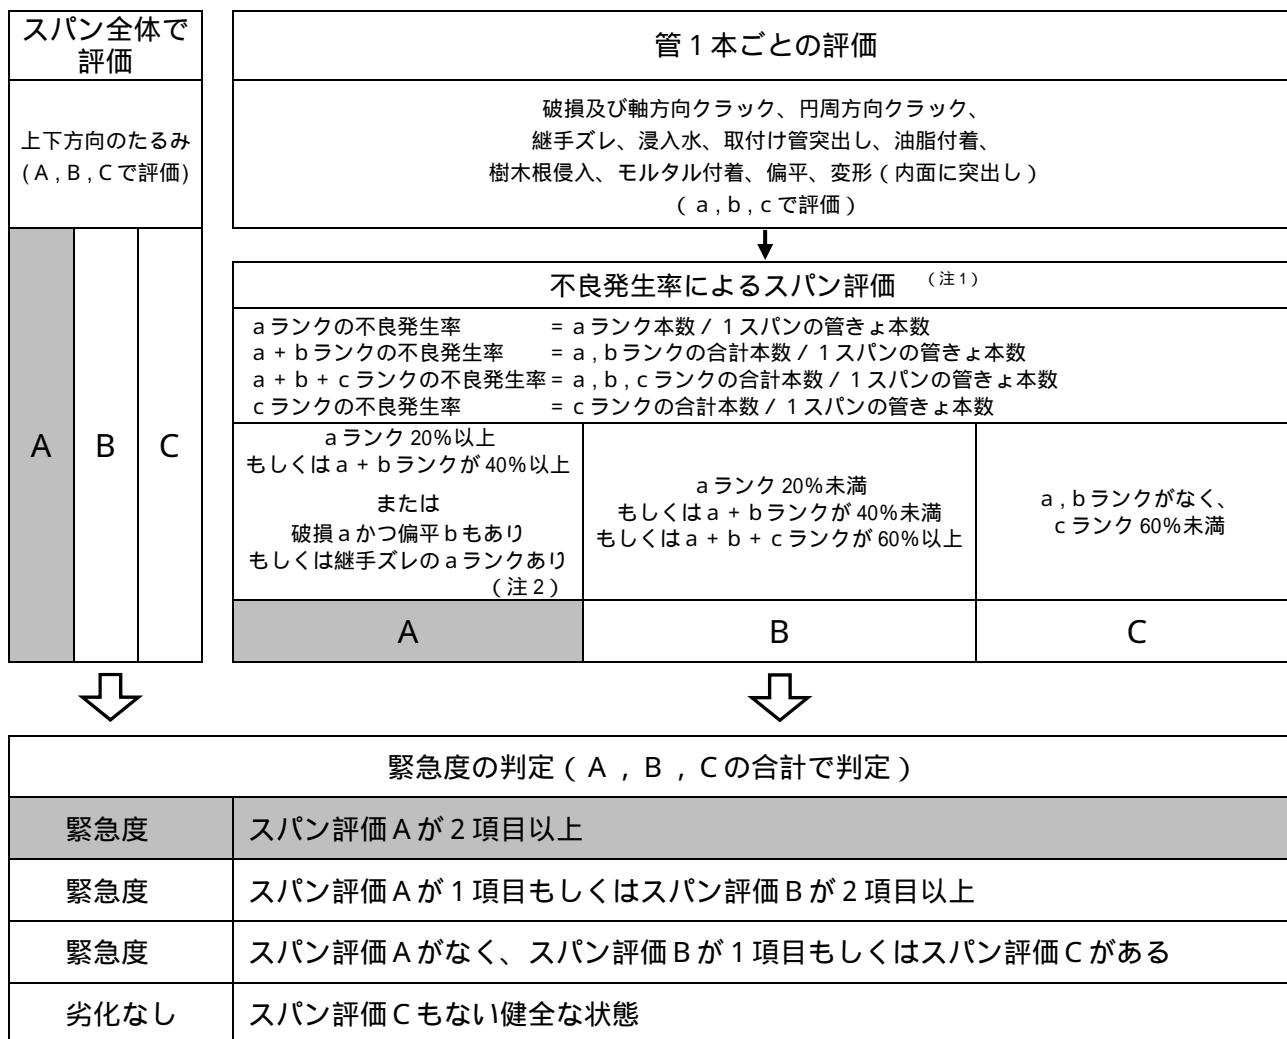 スパン全体で
評価
上下方向のたるみ
(A,B,Cで評価)
A
B
C
管1本ごとの評価
破損及び軸方向クラック、円周方向クラック、
継手ズレ、浸入水、取付け管突出し、油脂付着、
樹木根侵入、モルタル付着、偏平、変形(内面に突出し)
(a,b,cで評価)
不良発生率によるスパン評価 (注1)
aランクの不良発生率 =aランク本数/1スパンの管きょ本数
a+bランクの不良発生率 =a,bランクの合計本数/1スパンの管きょ本数
a+b+cランクの不良発生率=a,b,cランクの合計本数/1スパンの管きょ本数
cランクの不良発生率 =cランクの合計本数/1スパンの管きょ本数
aランク 20%以上
もしくはa+bランクが 40%以上
または
破損aかつ偏平bもあり
もしくは継手ズレのaランクあり
(注2)
aランク 20%未満
もしくはa+bランクが 40%未満
もしくはa+b+cランクが 60%以上
a,bランクがなく、
cランク 60%未満
A
B
C
緊急度の判定(A,B,Cの合計で判定)
緊急度 スパン評価Aが2項目以上
緊急度 スパン評価Aが1項目もしくはスパン評価Bが2項目以上
緊急度 スパン評価Aがなく、スパン評価Bが1項目もしくはスパン評価Cがある
劣化なし スパン評価Cもない健全な状態